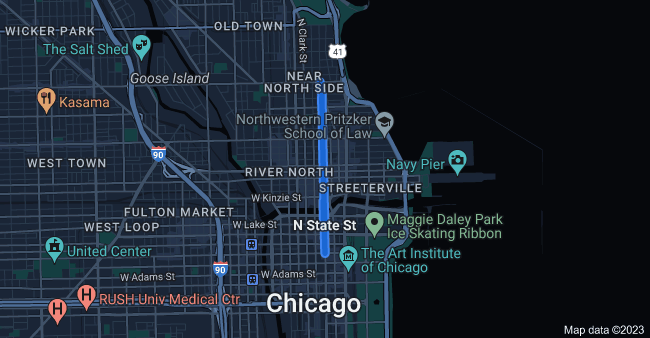 WICKER PARK
OLD TOWN
N Clark St
41
The Salt Shed
Goose Island
NEAR
NORTH SIDE
Kasama
Northwestern Pritzker
School of Law
90
WEST TOWN
Navy Pier
RIVER NORTH
STREETERVILLE
W Kinzie St
FULTON MARKET
Maggie Daley Park
Ice Skating Ribbon
WEST LOOP
W Lake St
N State St
United Center
The Art Institute
of Chicago
90
W Adams St
W Adams St
RUSH Univ Medical Ctr
H
H
Chicago
Map data ©2023